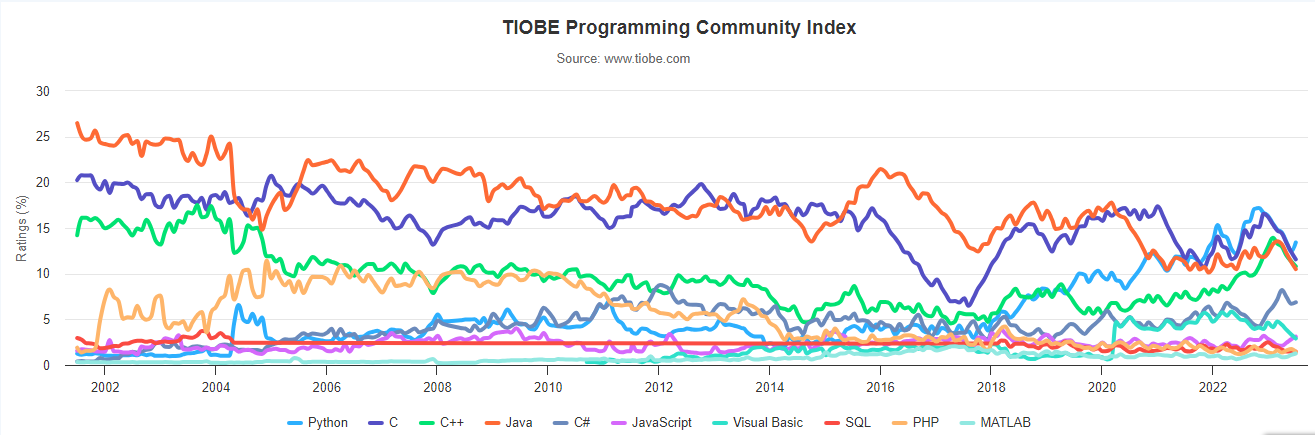 TIOBE Programming Community Index
Source: www.tiobe.com
Ratings (%)
30
25
20
15
10
5
0
2002 2004 2006 2008 2010 2012 2014 2016 2018 2020 2022
Python C C++ Java C# JavaScript Visual Basic SQL PHP MATLAB